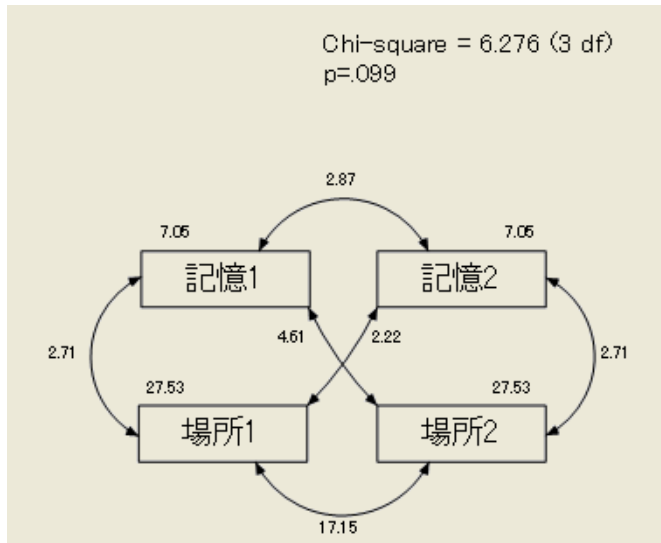 Chi-square = 6.276 (3 df)
p=.099
2.87
7.05
7.05
記憶1
記憶2
4.61
2.22
2.71
2.71
27.53
27.53
場所1
場所2
17.15